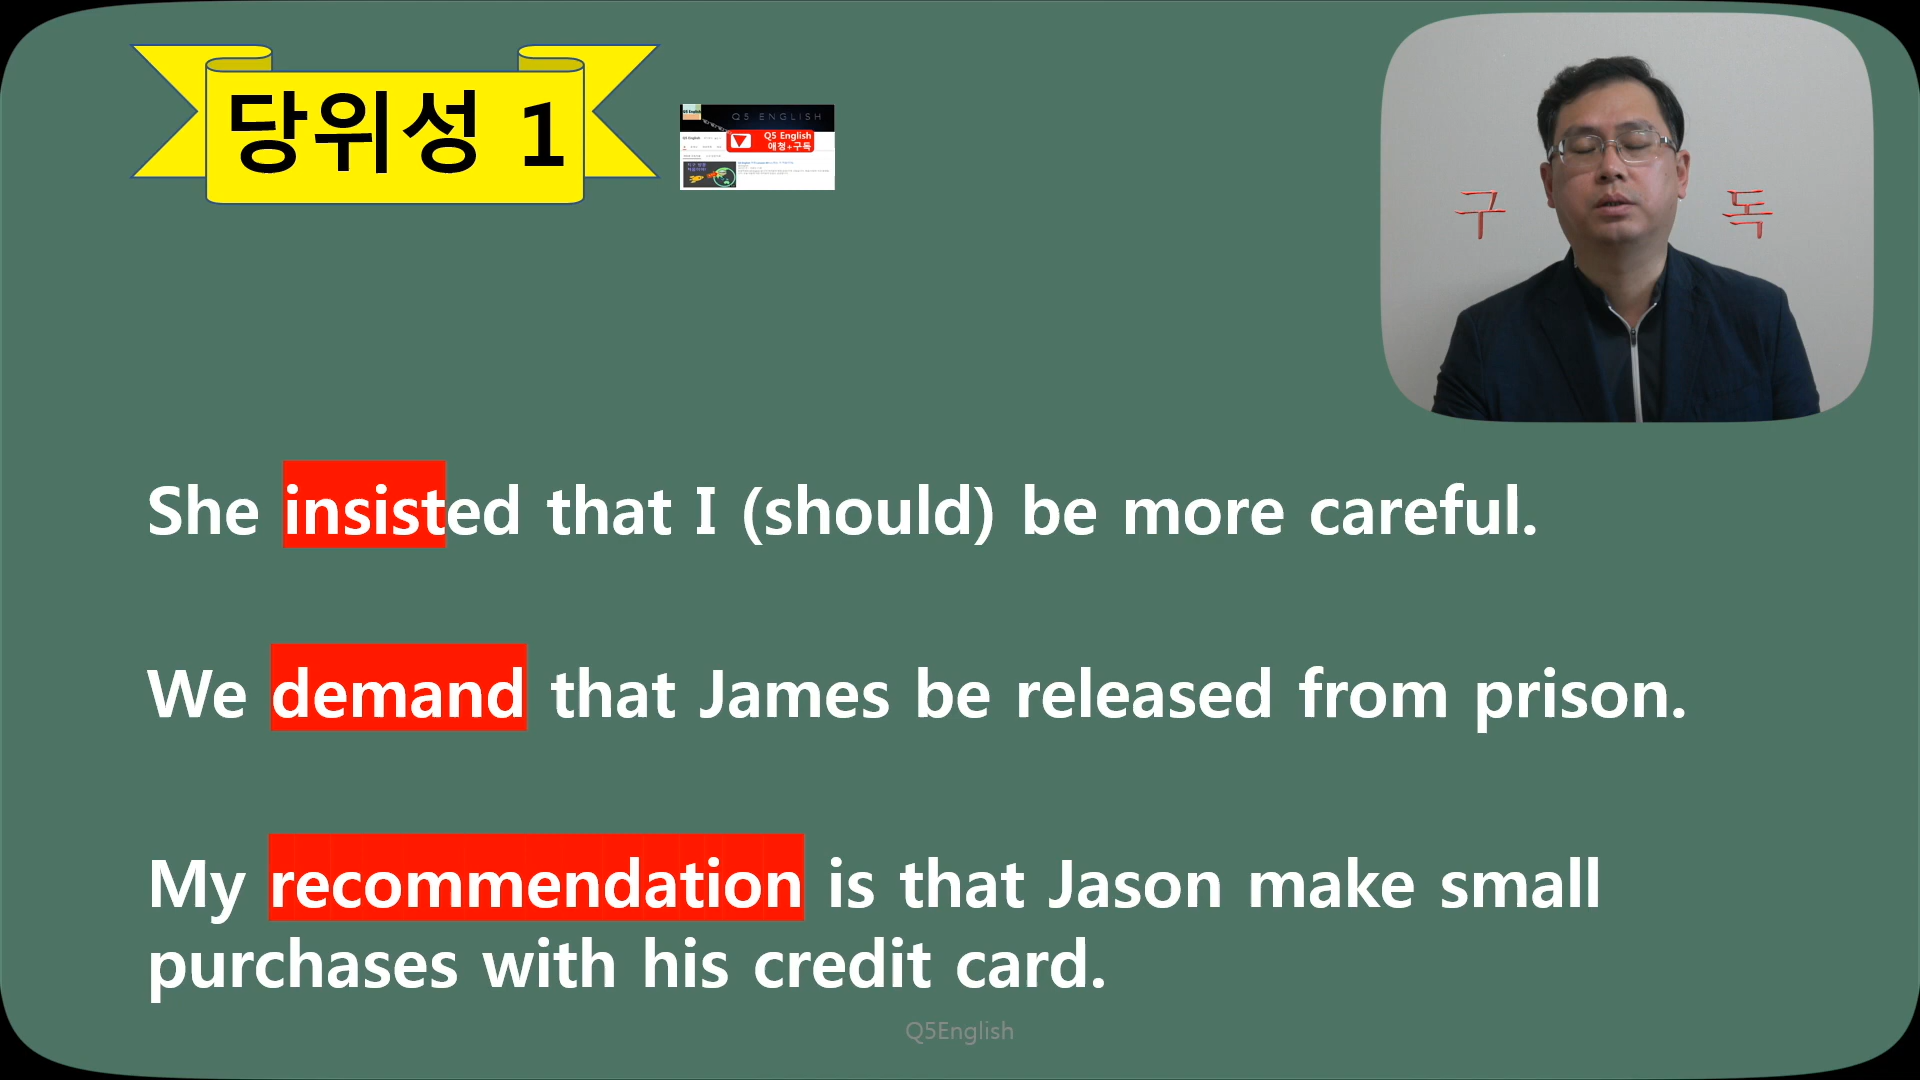 당위성 1
Q5 ENGLISH
Q5 English
애청+구독
구 독
She insisted that I (should) be more careful.
We demand that James be released from prison.
My recommendation is that Jason make small
purchases with his credit card.
Q5English